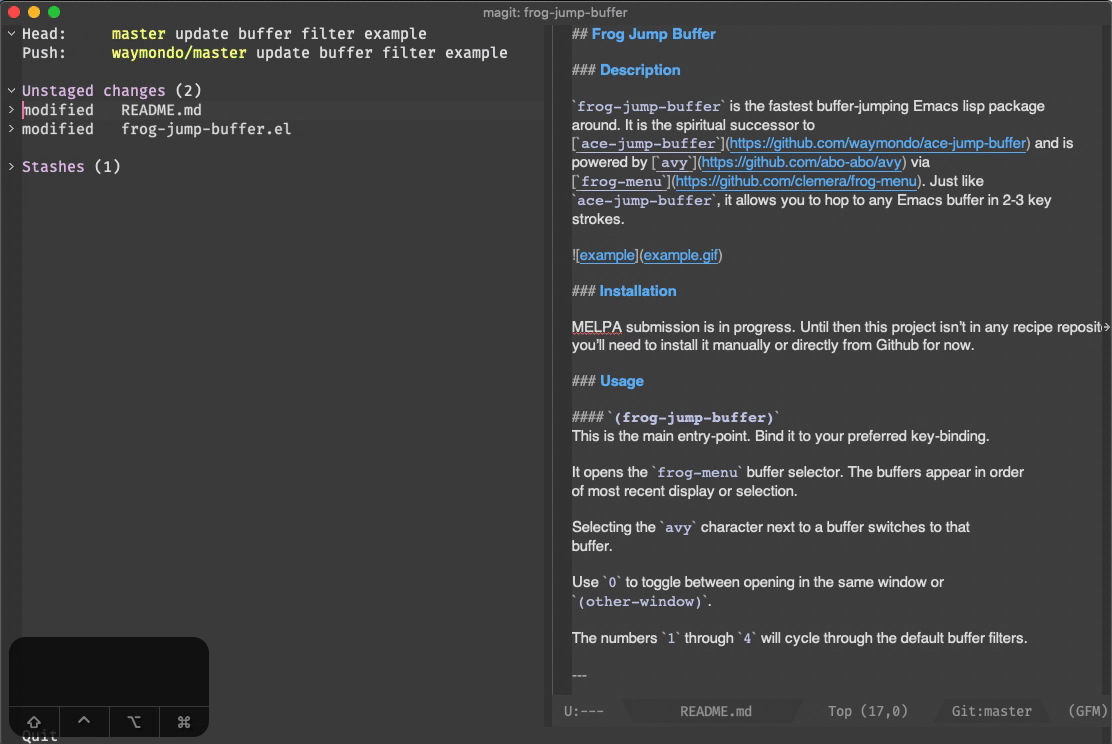 magit: frog-jump-buffer
Head: master update buffer filter example
Push: waymondo/master update buffer filter example
Unstaged changes (2)
modified README.md
modified frog-jump-buffer.el
Stashes (1)
Quit
## Frog Jump Buffer
### Description
`frog-jump-buffer` is the fastest buffer-jumping Emacs lisp package
around. It is the spiritual successor to
[`ace-jump-buffer`](https://github.com/waymondo/ace-jump-buffer) and is
powered by [`avy`](https://github.com/abo-abo/avy) via
[`frog-menu`](https://github.com/clemera/frog-menu). Just like
`ace-jump-buffer`, it allows you to hop to any Emacs buffer in 2-3 key
strokes.
![example](example.gif)
### Installation
MELPA submission is in progress. Until then this project isn't in any recipe reposit
you'll need to install it manually or directly from Github for now.
### Usage
#### `(frog-jump-buffer)`
This is the main entry-point. Bind it to your preferred key-binding.
It opens the `frog-menu` buffer selector. The buffers appear in order
of most recent display or selection.
Selecting the `avy` character next to a buffer switches to that
buffer.
Use `0` to toggle between opening in the same window or
`(other-window)`.
The numbers `1` through `4` will cycle through the default buffer filters.
---
U:--- README.md Top (17,0) Git:master (GFM)